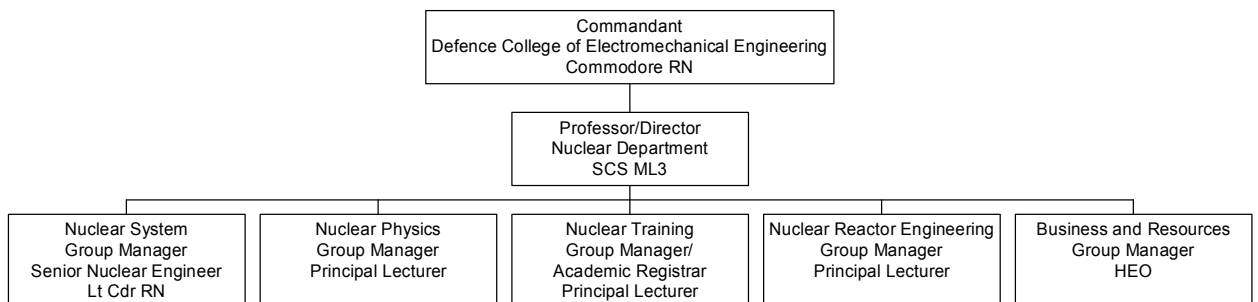 Commandant
Defence College of Electromechanical Engineering
Commodore RN
Professor/Director
Nuclear Department
SCS ML3
Nuclear System
Group Manager
Senior Nuclear Engineer
Lt Cdr RN
Nuclear Physics
Group Manager
Principal Lecturer
Nuclear Training
Group Manager/
Academic Registrar
Principal Lecturer
Nuclear Reactor Engineering
Group Manager
Principal Lecturer
Business and Resources
Group Manager
HEO